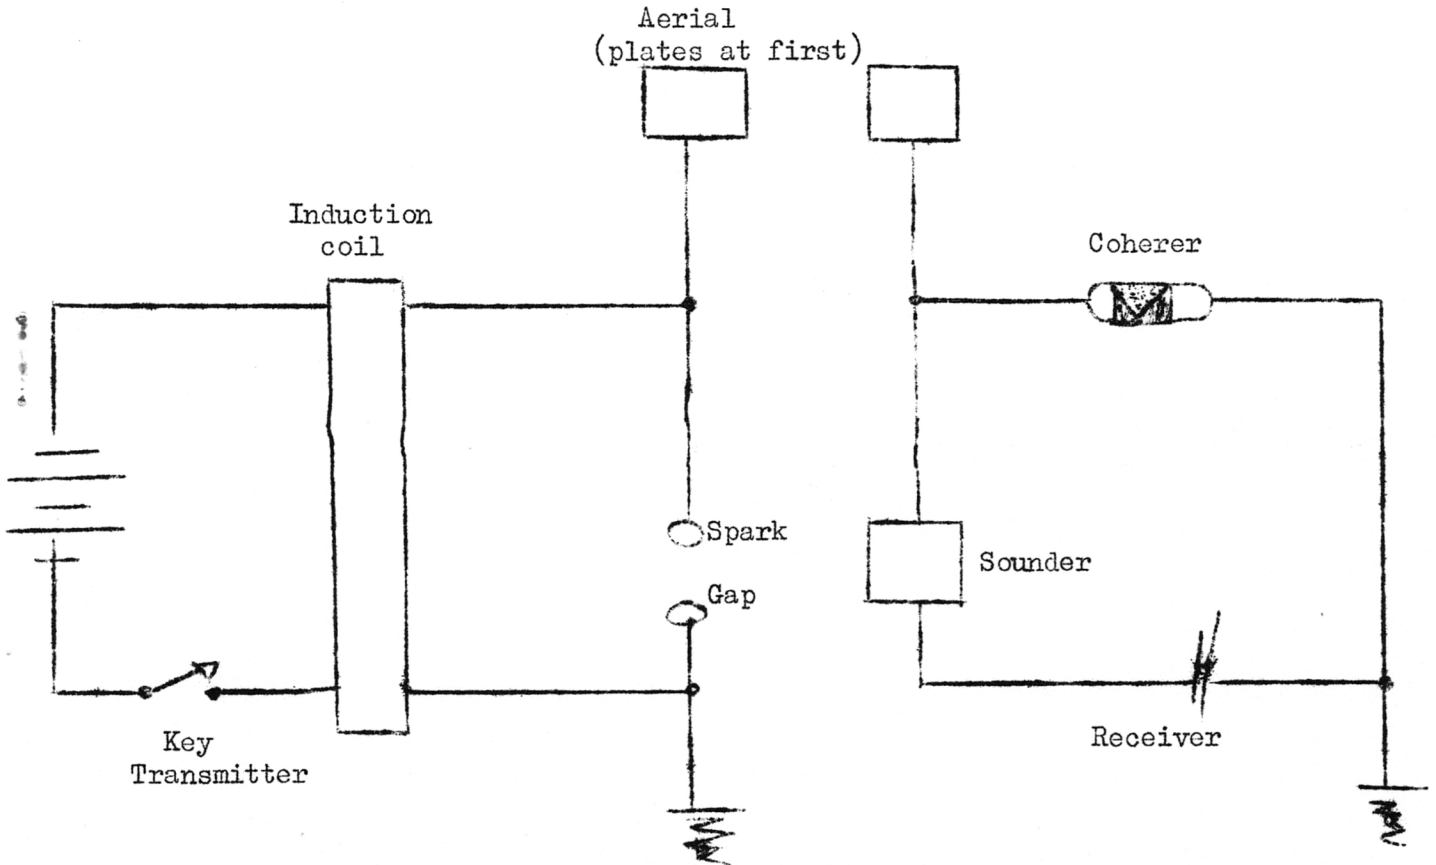 Aerial
(plates at first)
Induction
coil
Coherer
Spark
Gap
Sounder
Key
Transmitter
Receiver